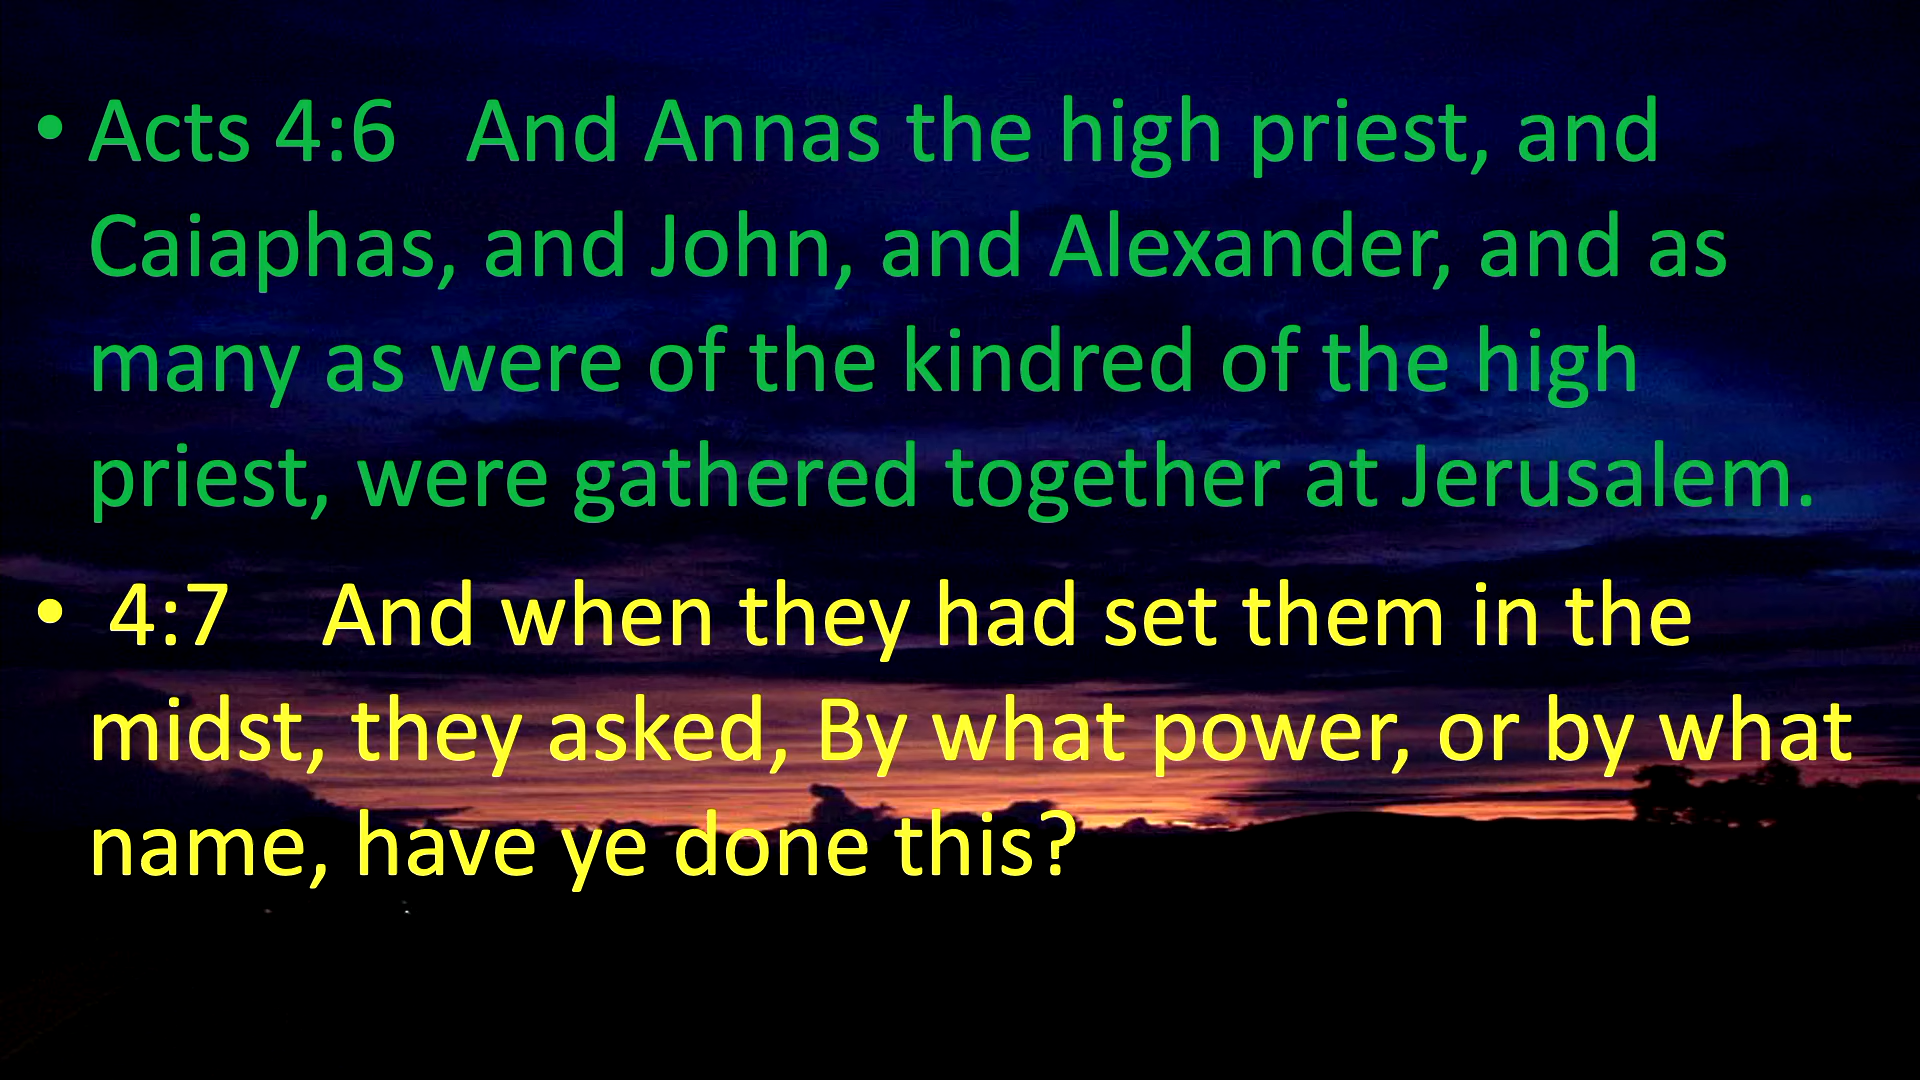 • Acts 4:6 And Annas the high priest, and
Caiaphas, and John, and Alexander, and as
many as were of the kindred of the high
priest, were gathered together at Jerusalem.
• 4:7 And when they had set them in the
midst, they asked, By what power, or by what
name, have ye done this?